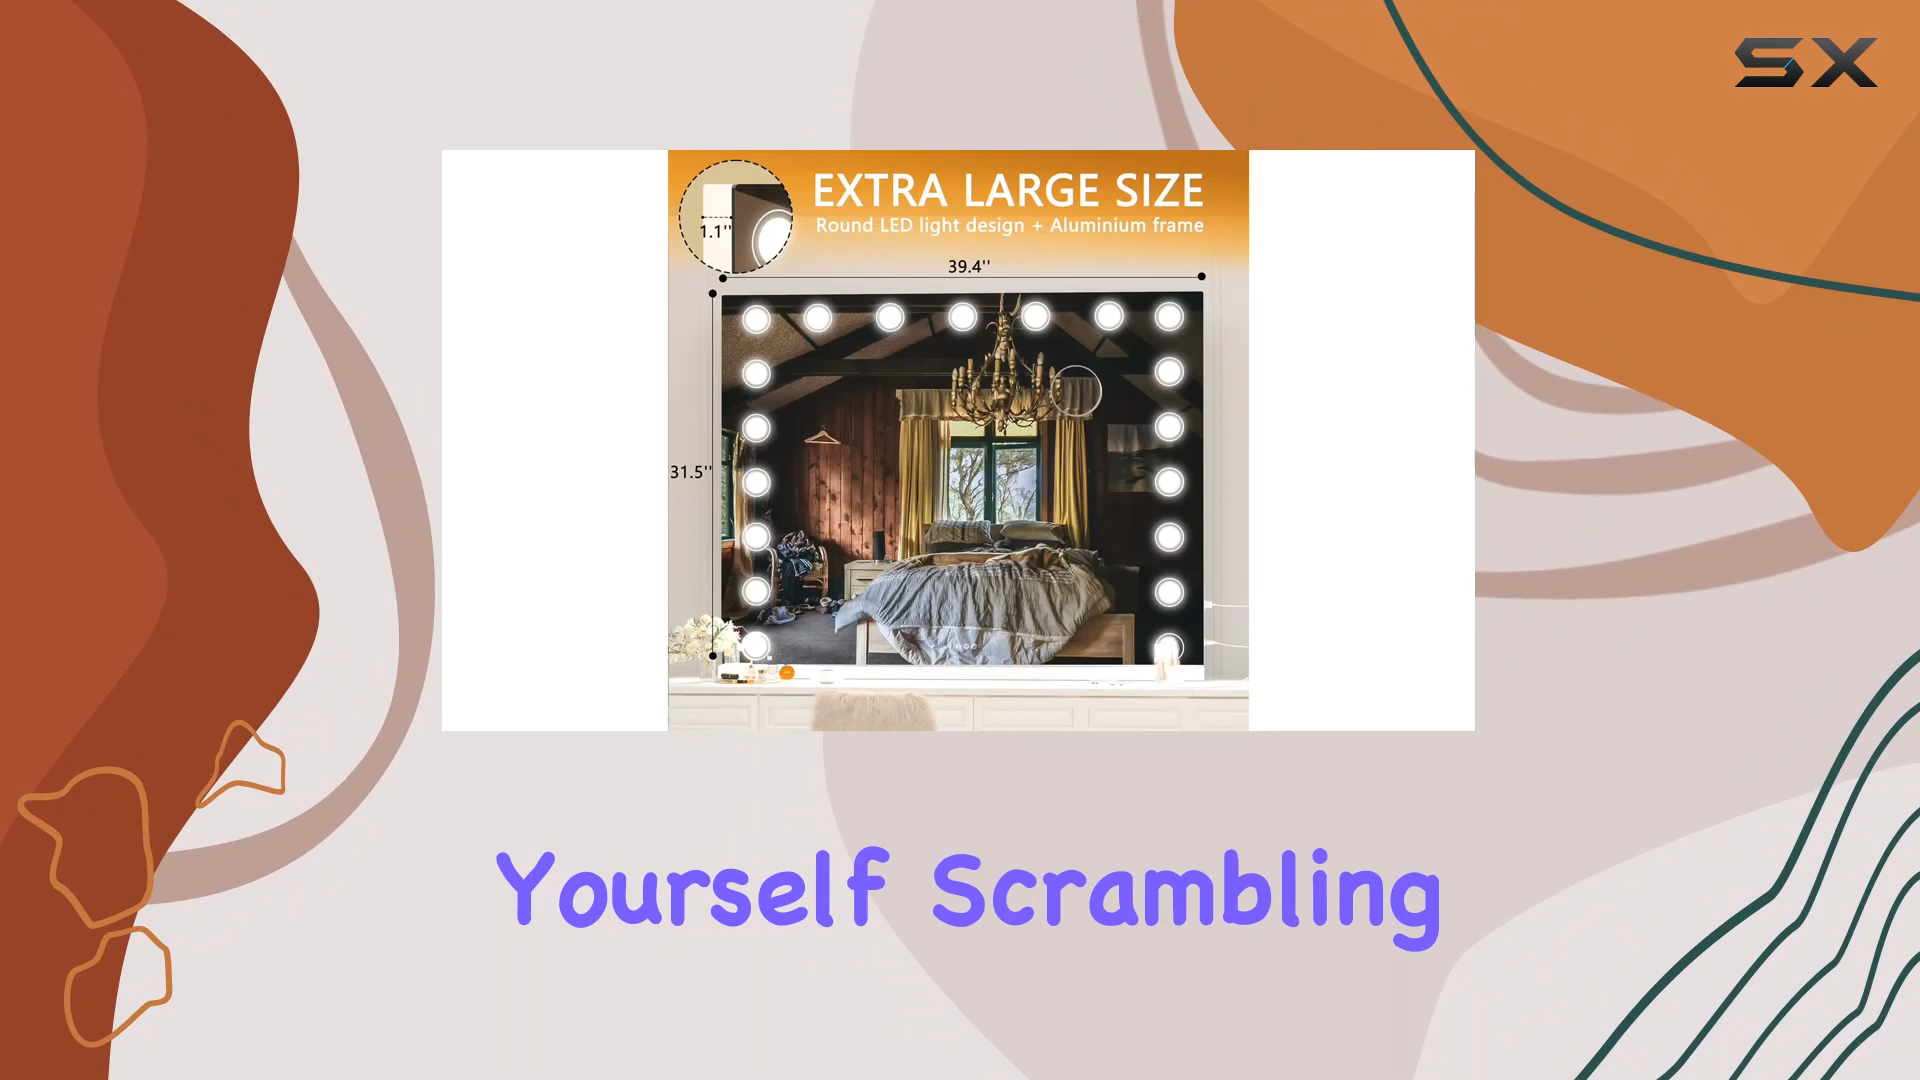 SX
EXTRA LARGE SIZE
Round LED light design + Aluminium frame
1.1''
39.4''
31.5''
Yourself Scrambling